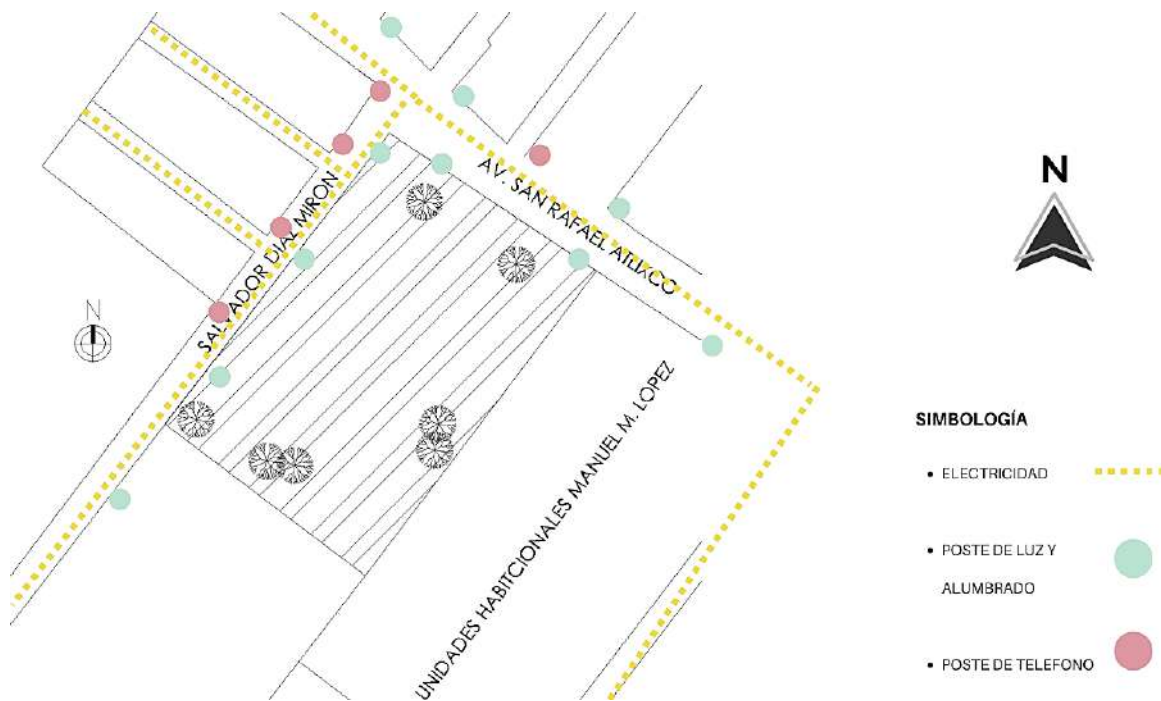 AV. SAN RAFAEL ATLIXCO
SALVADOR DIAZ MIRON
N
UNIDADES HABITCIONALES MANUEL M. LOPEZ
N
SIMBOLOGÍA
• ELECTRICIDAD
• POSTE DE LUZ Y
ALUMBRADO
• POSTE DE TELEFONO